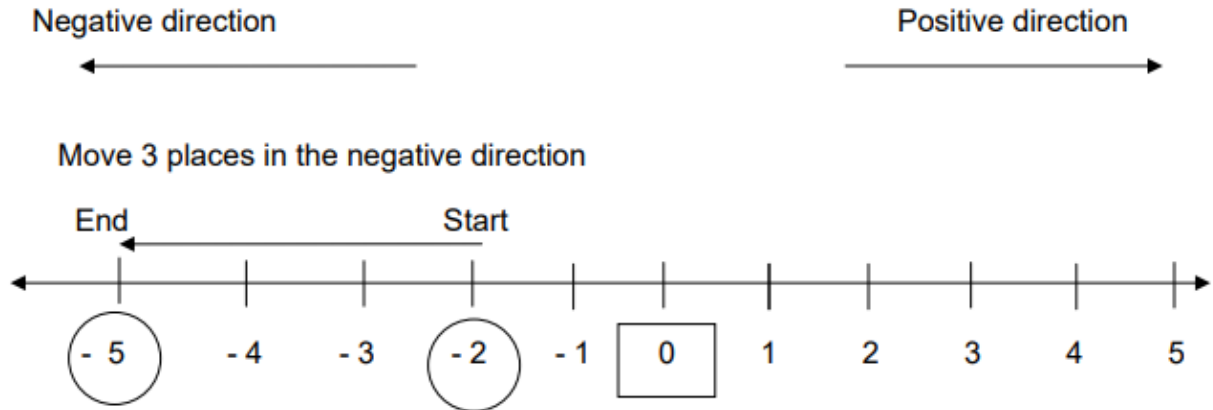 Negative direction Positive direction
Move 3 places in the negative direction
End Start
- 5 - 4 - 3 - 2 - 1 0 1 2 3 4 5